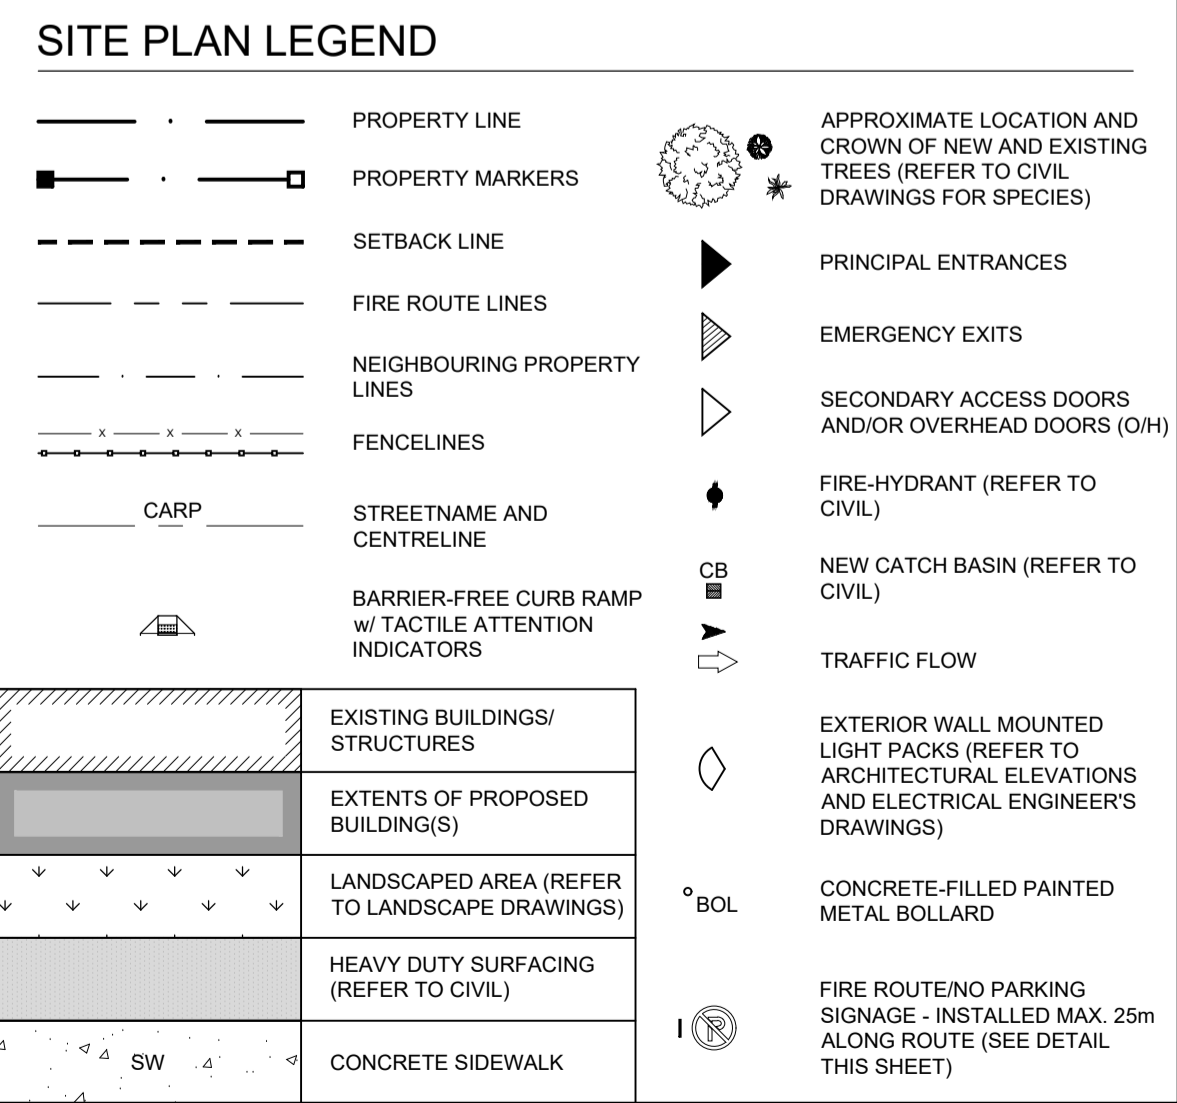 SITE PLAN LEGEND
PROPERTY LINE
PROPERTY MARKERS
SETBACK LINE
FIRE ROUTE LINES
NEIGHBOURING PROPERTY
LINES
x x x
FENCELINES
CARP
STREETNAME AND
CENTRELINE
BARRIER-FREE CURB RAMP
w/ TACTILE ATTENTION
INDICATORS
EXISTING BUILDINGS/
STRUCTURES
EXTENTS OF PROPOSED
BUILDING(S)
LANDSCAPED AREA (REFER
TO LANDSCAPE DRAWINGS)
HEAVY DUTY SURFACING
(REFER TO CIVIL)
SW
CONCRETE SIDEWALK
APPROXIMATE LOCATION AND
CROWN OF NEW AND EXISTING
TREES (REFER TO CIVIL
DRAWINGS FOR SPECIES)
PRINCIPAL ENTRANCES
EMERGENCY EXITS
SECONDARY ACCESS DOORS
AND/OR OVERHEAD DOORS (O/H)
FIRE-HYDRANT (REFER TO
CIVIL)
CB
NEW CATCH BASIN (REFER TO
CIVIL)
TRAFFIC FLOW
EXTERIOR WALL MOUNTED
LIGHT PACKS (REFER TO
ARCHITECTURAL ELEVATIONS
AND ELECTRICAL ENGINEER'S
DRAWINGS)
BOL
CONCRETE-FILLED PAINTED
METAL BOLLARD
P
FIRE ROUTE/NO PARKING
SIGNAGE - INSTALLED MAX. 25m
ALONG ROUTE (SEE DETAIL
THIS SHEET)